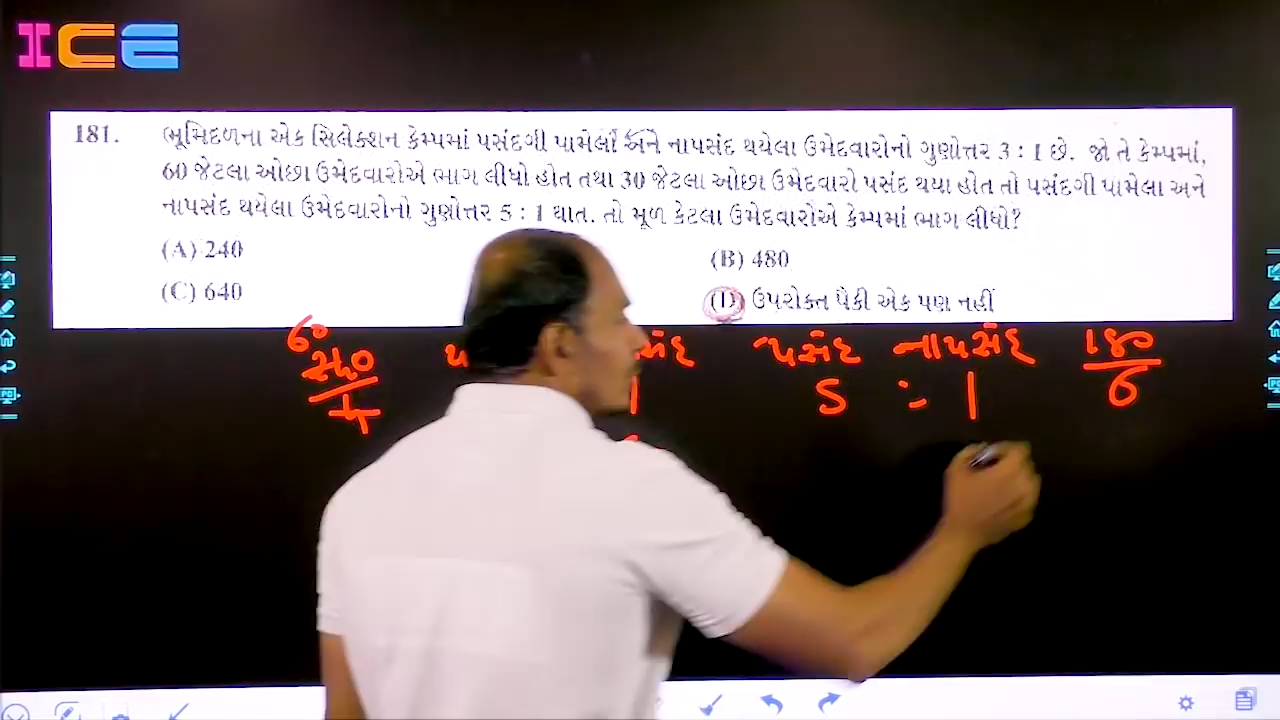 ICE
181. ભૂમિદળના એક સિલેક્શન કેમ્પમાં પસંદગી પામેલાં અને નાપસંદ થયેલા ઉમેદવારોનો ગુણોત્તર 3 : 1 છે. જો તે કેમ્પમાં,
60 જેટલા ઓછા ઉમેદવારોએ ભાગ લીધો હોત તથા 30 જેટલા ઓછા ઉમેદવારો પસંદ થયા હોત તો પસંદગી પામેલા અને
નાપસંદ થયેલા ઉમેદવારોનો ગુણોત્તર 5 : 1 થાત. તો મૂળ કેટલા ઉમેદવારોએ કેમ્પમાં ભાગ લીધો?
(A) 240
(B) 480
(C) 640
(D) ઉપરોક્ત પૈકી એક પણ નહીં
60
૨૪0
4
પસંદ નાપસંદ
5 : 1
180
6